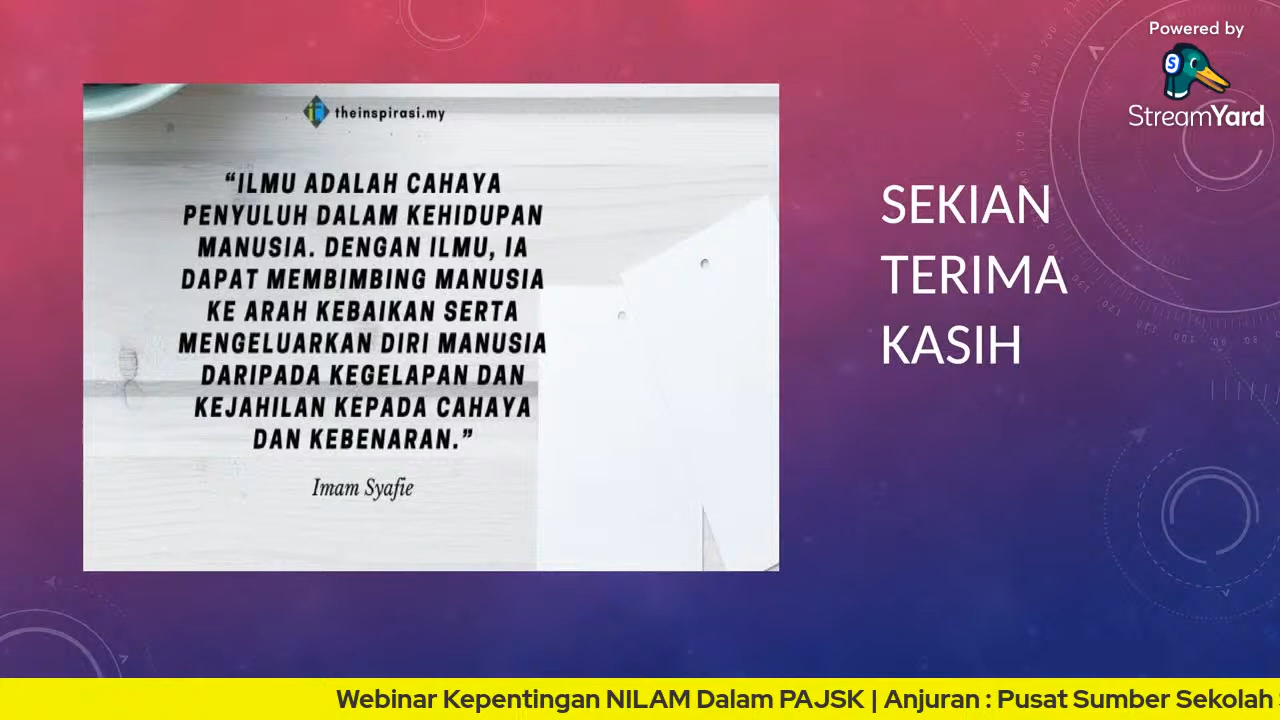 Powered by
StreamYard
theinspirasi.my
“ILMU ADALAH CAHAYA
PENYULUH DALAM KEHIDUPAN
MANUSIA. DENGAN ILMU, IA
DAPAT MEMBIMBING MANUSIA
KE ARAH KEBAIKAN SERTA
MENGELUARKAN DIRI MANUSIA
DARIPADA KEGELAPAN DAN
KEJAHILAN KEPADA CAHAYA
DAN KEBENARAN.”
Imam Syafie
SEKIAN
TERIMA
KASIH
Webinar Kepentingan NILAM Dalam PAJSK | Anjuran : Pusat Sumber Sekolah